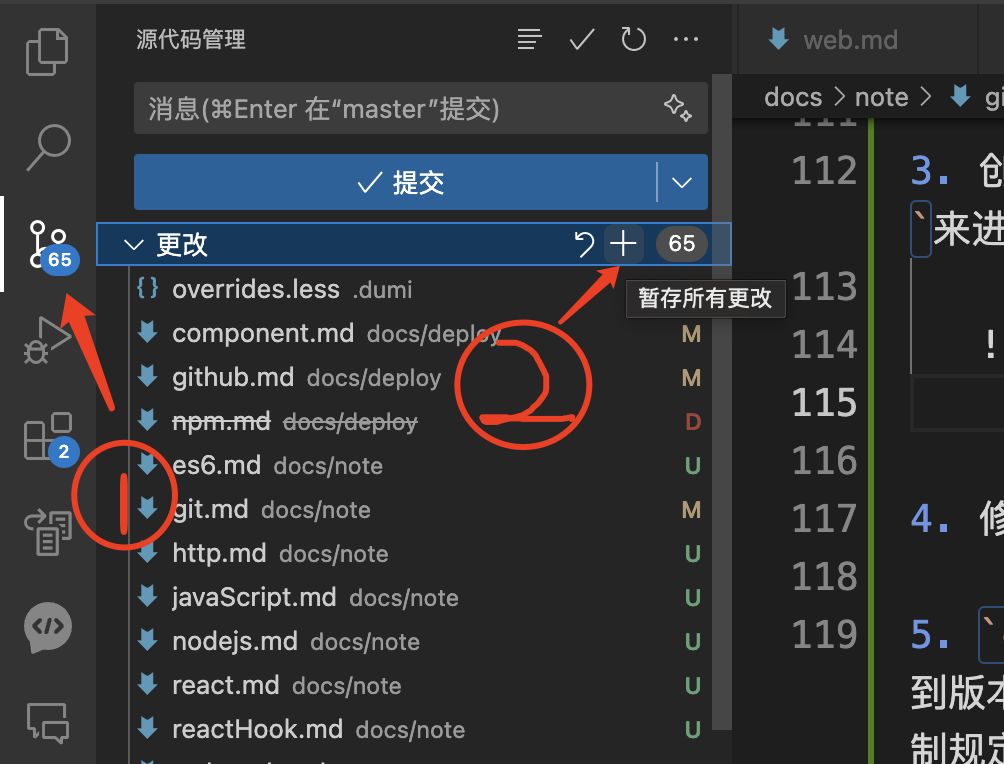 源代码管理
web.md
消息(⌘Enter 在“master”提交)
docs > note > gi
提交
更改 65
暂存所有更改
65
2
{} overrides.less .dumi
component.md docs/deploy M
github.md docs/deploy M
npm.md docs/deploy D
es6.md docs/note U
git.md docs/note M
http.md docs/note U
javaScript.md docs/note U
nodejs.md docs/note U
react.md docs/note U
reactHook.md docs/note U
1
2
111
112 3. 创
`来进
113
114 !
115
116
117 4. 修
118
119 5. `
到版本
制规定